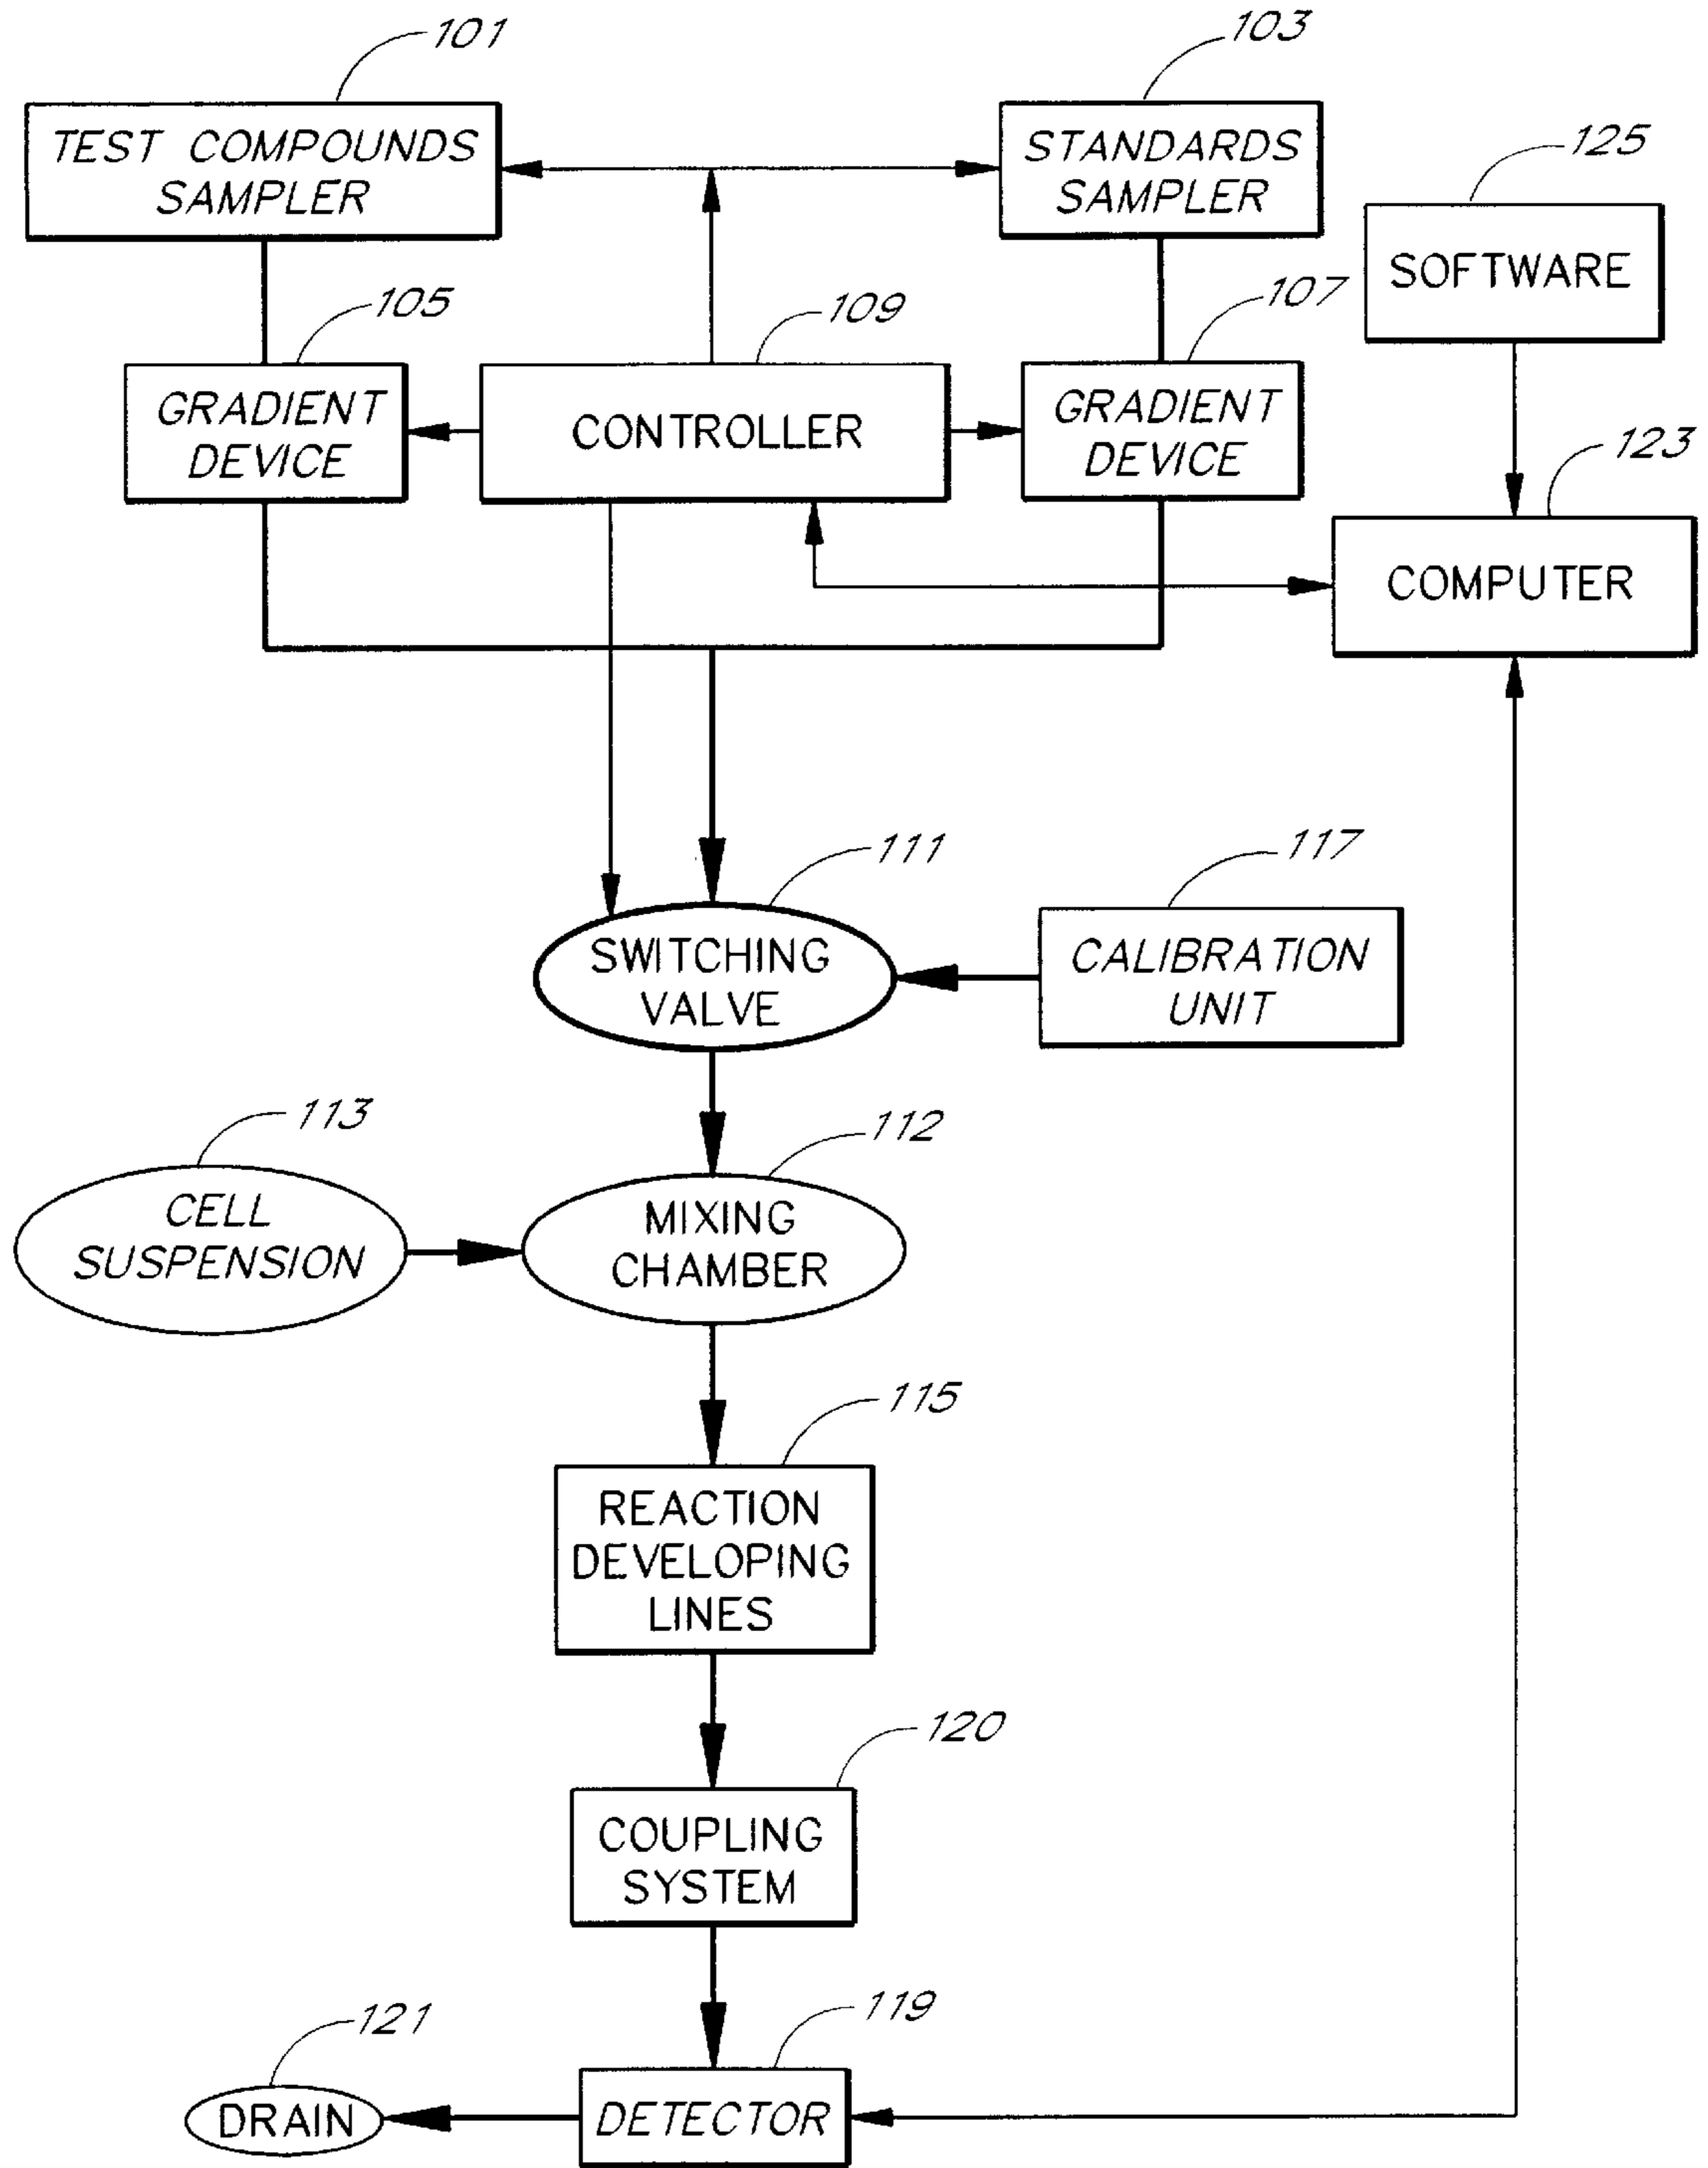 101
103
TEST COMPOUNDS
SAMPLER
STANDARDS
SAMPLER
125
SOFTWARE
105
109
107
GRADIENT
DEVICE
CONTROLLER
GRADIENT
DEVICE
123
COMPUTER
111
117
SWITCHING
VALVE
CALIBRATION
UNIT
113
112
CELL
SUSPENSION
MIXING
CHAMBER
115
REACTION
DEVELOPING
LINES
120
COUPLING
SYSTEM
121
119
DRAIN
DETECTOR